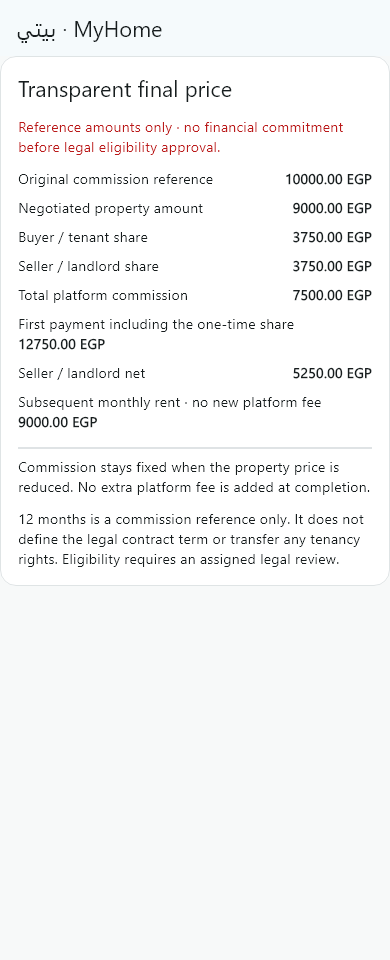 بيتي · MyHome
Transparent final price
Reference amounts only · no financial commitment
before legal eligibility approval.
Original commission reference 10000.00 EGP
Negotiated property amount 9000.00 EGP
Buyer / tenant share 3750.00 EGP
Seller / landlord share 3750.00 EGP
Total platform commission 7500.00 EGP
First payment including the one-time share
12750.00 EGP
Seller / landlord net 5250.00 EGP
Subsequent monthly rent · no new platform fee
9000.00 EGP
Commission stays fixed when the property price is
reduced. No extra platform fee is added at completion.
12 months is a commission reference only. It does not
define the legal contract term or transfer any tenancy
rights. Eligibility requires an assigned legal review.